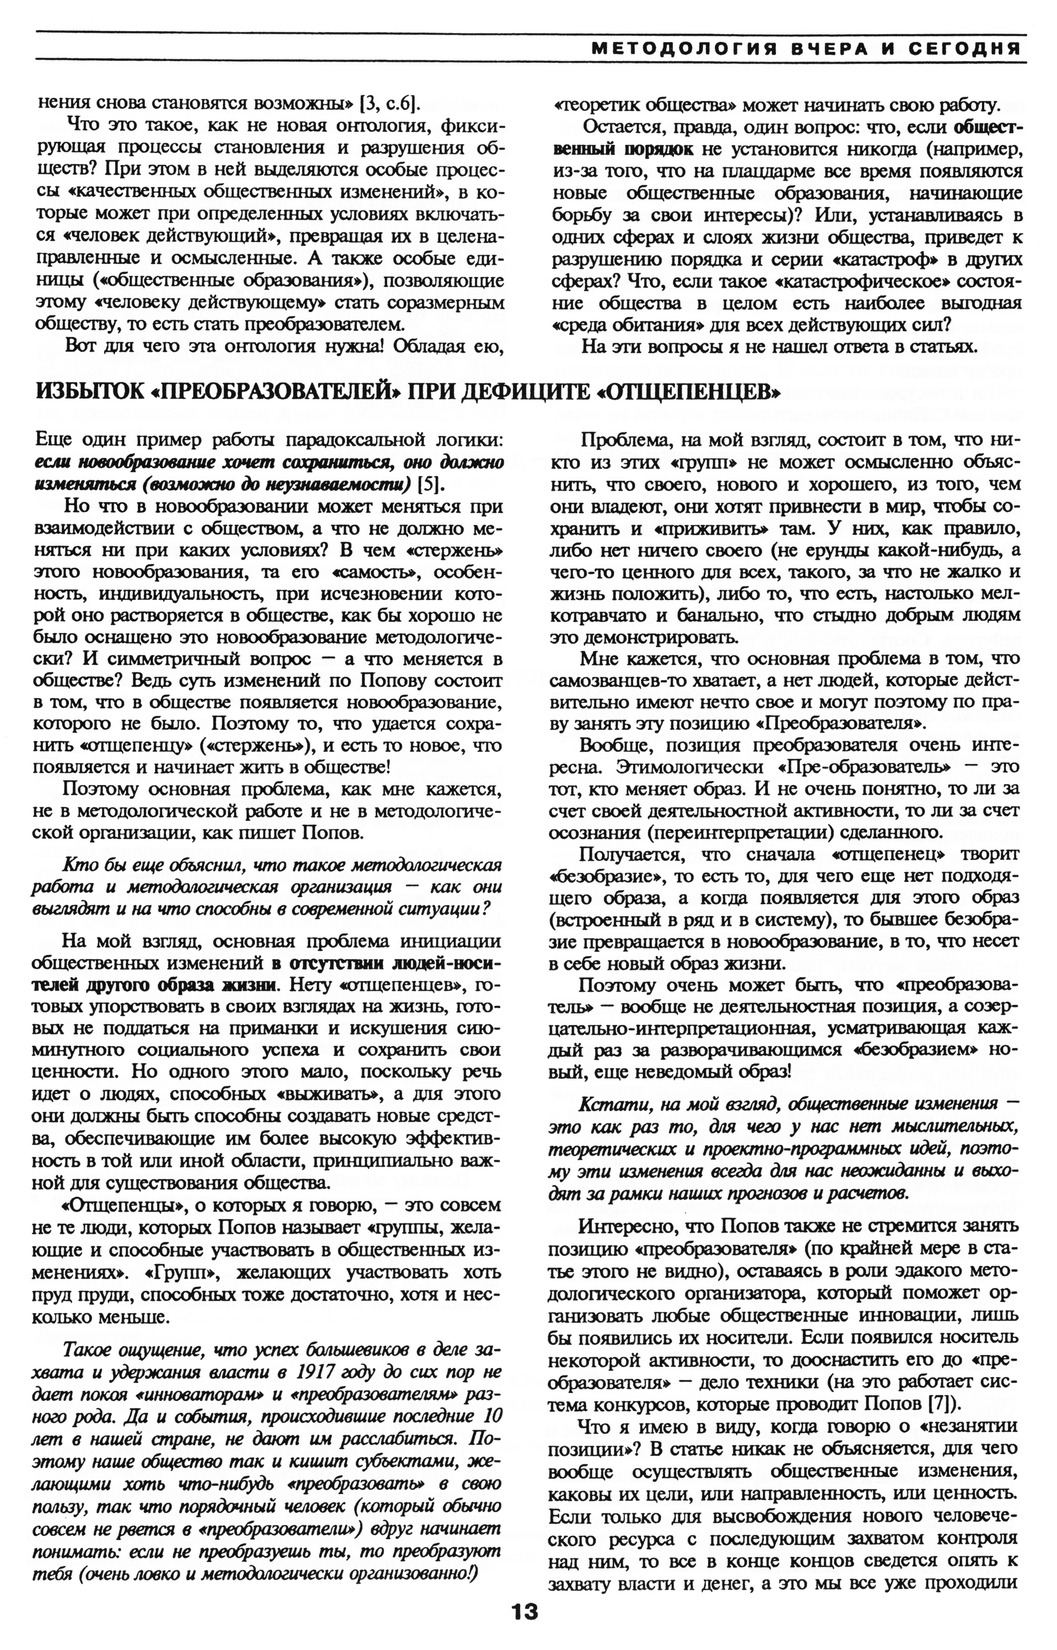 МЕТОДОЛОГИЯ ВЧЕРА И СЕГОДНЯ
нения снова становятся возможны» [3, с.6].
Что это такое, как не новая онтология, фикси-
рующая процессы становления и разрушения об-
ществ? При этом в ней выделяются особые процес-
сы «качественных общественных изменений», в ко-
торые может при определенных условиях включать-
ся «человек действующий», превращая их в целена-
правленные и осмысленные. А также особые еди-
ницы («общественные образования»), позволяющие
этому «человеку действующему» стать соразмерным
обществу, то есть стать преобразователем.
Вот для чего эта онтология нужна! Обладая ею,
«теоретик общества» может начинать свою работу.
Остается, правда, один вопрос: что, если общест-
венный порядок не установится никогда (например,
из-за того, что на плацдарме все время появляются
новые общественные образования, начинающие
борьбу за свои интересы)? Или, устанавливаясь в
одних сферах и слоях жизни общества, приведет к
разрушению порядка и серии «катастроф» в других
сферах? Что, если такое «катастрофическое» состоя-
ние общества в целом есть наиболее выгодная
«среда обитания» для всех действующих сил?
На эти вопросы я не нашел ответа в статьях.
ИЗБЫТОК «ПРЕОБРАЗОВАТЕЛЕЙ» ПРИ ДЕФИЦИТЕ «ОТЩЕПЕНЦЕВ»
Еще один пример работы парадоксальной логики:
если новообразование хочет сохраниться, оно должно
изменяться (возможно до неузнаваемости) [5].
Но что в новообразовании может меняться при
взаимодействии с обществом, а что не должно ме-
няться ни при каких условиях? В чем «стержень»
этого новообразования, та его «самость», особен-
ность, индивидуальность, при исчезновении кото-
рой оно растворяется в обществе, как бы хорошо не
было оснащено это новообразование методологиче-
ски? И симметричный вопрос — а что меняется в
обществе? Ведь суть изменений по Попову состоит
в том, что в обществе появляется новообразование,
которого не было. Поэтому то, что удается сохра-
нить «отщепенцу» («стержень»), и есть то новое, что
появляется и начинает жить в обществе!
Поэтому основная проблема, как мне кажется,
не в методологической работе и не в методологиче-
ской организации, как пишет Попов.
Кто бы еще объяснил, что такое методологическая
работа и методологическая организация — как они
выглядят и на что способны в современной ситуации?
На мой взгляд, основная проблема инициации
общественных изменений в отсутствии людей-носи-
телей другого образа жизни. Нету «отщепенцев», го-
товых упорствовать в своих взглядах на жизнь, гото-
вых не поддаться на приманки и искушения сию-
минутного социального успеха и сохранить свои
ценности. Но одного этого мало, поскольку речь
идет о людях, способных «выживать», а для этого
они должны быть способны создавать новые средст-
ва, обеспечивающие им более высокую эффектив-
ность в той или иной области, принципиально важ-
ной для существования общества.
«Отщепенцы», о которых я говорю, — это совсем
не те люди, которых Попов называет «группы, жела-
ющие и способные участвовать в общественных из-
менениях». «Групп», желающих участвовать хоть
пруд пруди, способных тоже достаточно, хотя и нес-
колько меньше.
Такое ощущение, что успех большевиков в деле за-
хвата и удержания власти в 1917 году до сих пор не
дает покоя «инноваторам» и «преобразователям» раз-
ного рода. Да и события, происходившие последние 10
лет в нашей стране, не дают им расслабиться. По-
этому наше общество так и кишит субъектами, же-
лающими хоть что-нибудь «преобразовать» в свою
пользу, так что порядочный человек (который обычно
совсем не рвется в «преобразователи») вдруг начинает
понимать: если не преобразуешь ты, то преобразуют
тебя (очень ловко и методологически организованно!)
Проблема, на мой взгляд, состоит в том, что ни-
кто из этих «групп» не может осмысленно объяс-
нить, что своего, нового и хорошего, из того, чем
они владеют, они хотят привнести в мир, чтобы со-
хранить и «приживить» там. У них, как правило,
либо нет ничего своего (не ерунды какой-нибудь, а
чего-то ценного для всех, такого, за что не жалко и
жизнь положить), либо то, что есть, настолько мел-
котравчато и банально, что стыдно добрым людям
это демонстрировать.
Мне кажется, что основная проблема в том, что
самозванцев-то хватает, а нет людей, которые дейст-
вительно имеют нечто свое и могут поэтому по пра-
ву занять эту позицию «Преобразователя».
Вообще, позиция преобразователя очень инте-
ресна. Этимологически «Пре-образователь» — это
тот, кто меняет образ. И не очень понятно, то ли за
счет своей деятельностной активности, то ли за счет
осознания (переинтерпретации) сделанного.
Получается, что сначала «отщепенец» творит
«безобразие», то есть то, для чего еще нет подходя-
щего образа, а когда появляется для этого образ
(встроенный в ряд и в систему), то бывшее безобра-
зие превращается в новообразование, в то, что несет
в себе новый образ жизни.
Поэтому очень может быть, что «преобразова-
тель» — вообще не деятельностная позиция, а созер-
цательно-интерпретационная, усматривающая каж-
дый раз за разворачивающимся «безобразием» но-
вый, еще неведомый образ!
Кстати, на мой взгляд, общественные изменения —
это как раз то, для чего у нас нет мыслительных,
теоретических и проектно-программных идей, поэто-
му эти изменения всегда для нас неожиданны и выхо-
дят за рамки наших прогнозов и расчетов.
Интересно, что Попов также не стремится занять
позицию «преобразователя» (по крайней мере в ста-
тье этого не видно), оставаясь в роли эдакого мето-
дологического организатора, который поможет ор-
ганизовать любые общественные инновации, лишь
бы появились их носители. Если появился носитель
некоторой активности, то дооснастить его до «пре-
образователя» — дело техники (на это работает сис-
тема конкурсов, которые проводит Попов [7]).
Что я имею в виду, когда говорю о «незанятии
позиции»? В статье никак не объясняется, для чего
вообще осуществлять общественные изменения,
каковы их цели, или направленность, или ценность.
Если только для высвобождения нового человече-
ского ресурса с последующим захватом контроля
над ним, то все в конце концов сведется опять к
захвату власти и денег, а это мы все уже проходили
13